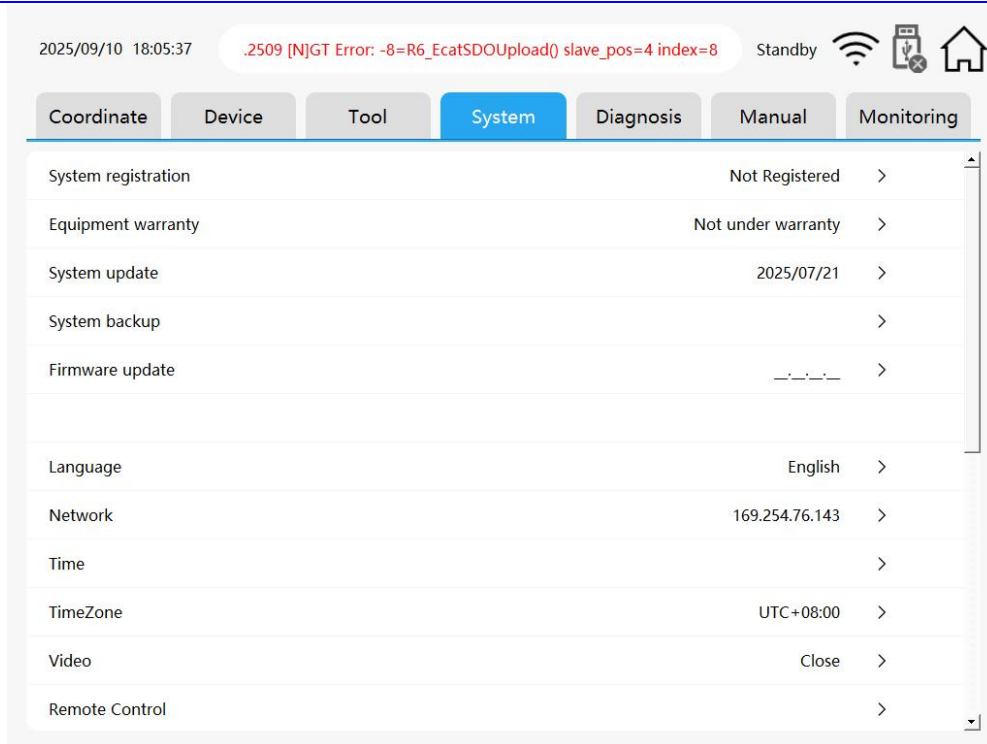 2025/09/10 18:05:37 .2509 [N]GT Error: -8=R6_EcatSDOUpload() slave_pos=4 index=8 Standby
Coordinate Device Tool System Diagnosis Manual Monitoring
System registration Not Registered >
Equipment warranty Not under warranty >
System update 2025/07/21 >
System backup >
Firmware update __.__.__.__ >
Language English >
Network 169.254.76.143 >
Time >
TimeZone UTC+08:00 >
Video Close >
Remote Control >